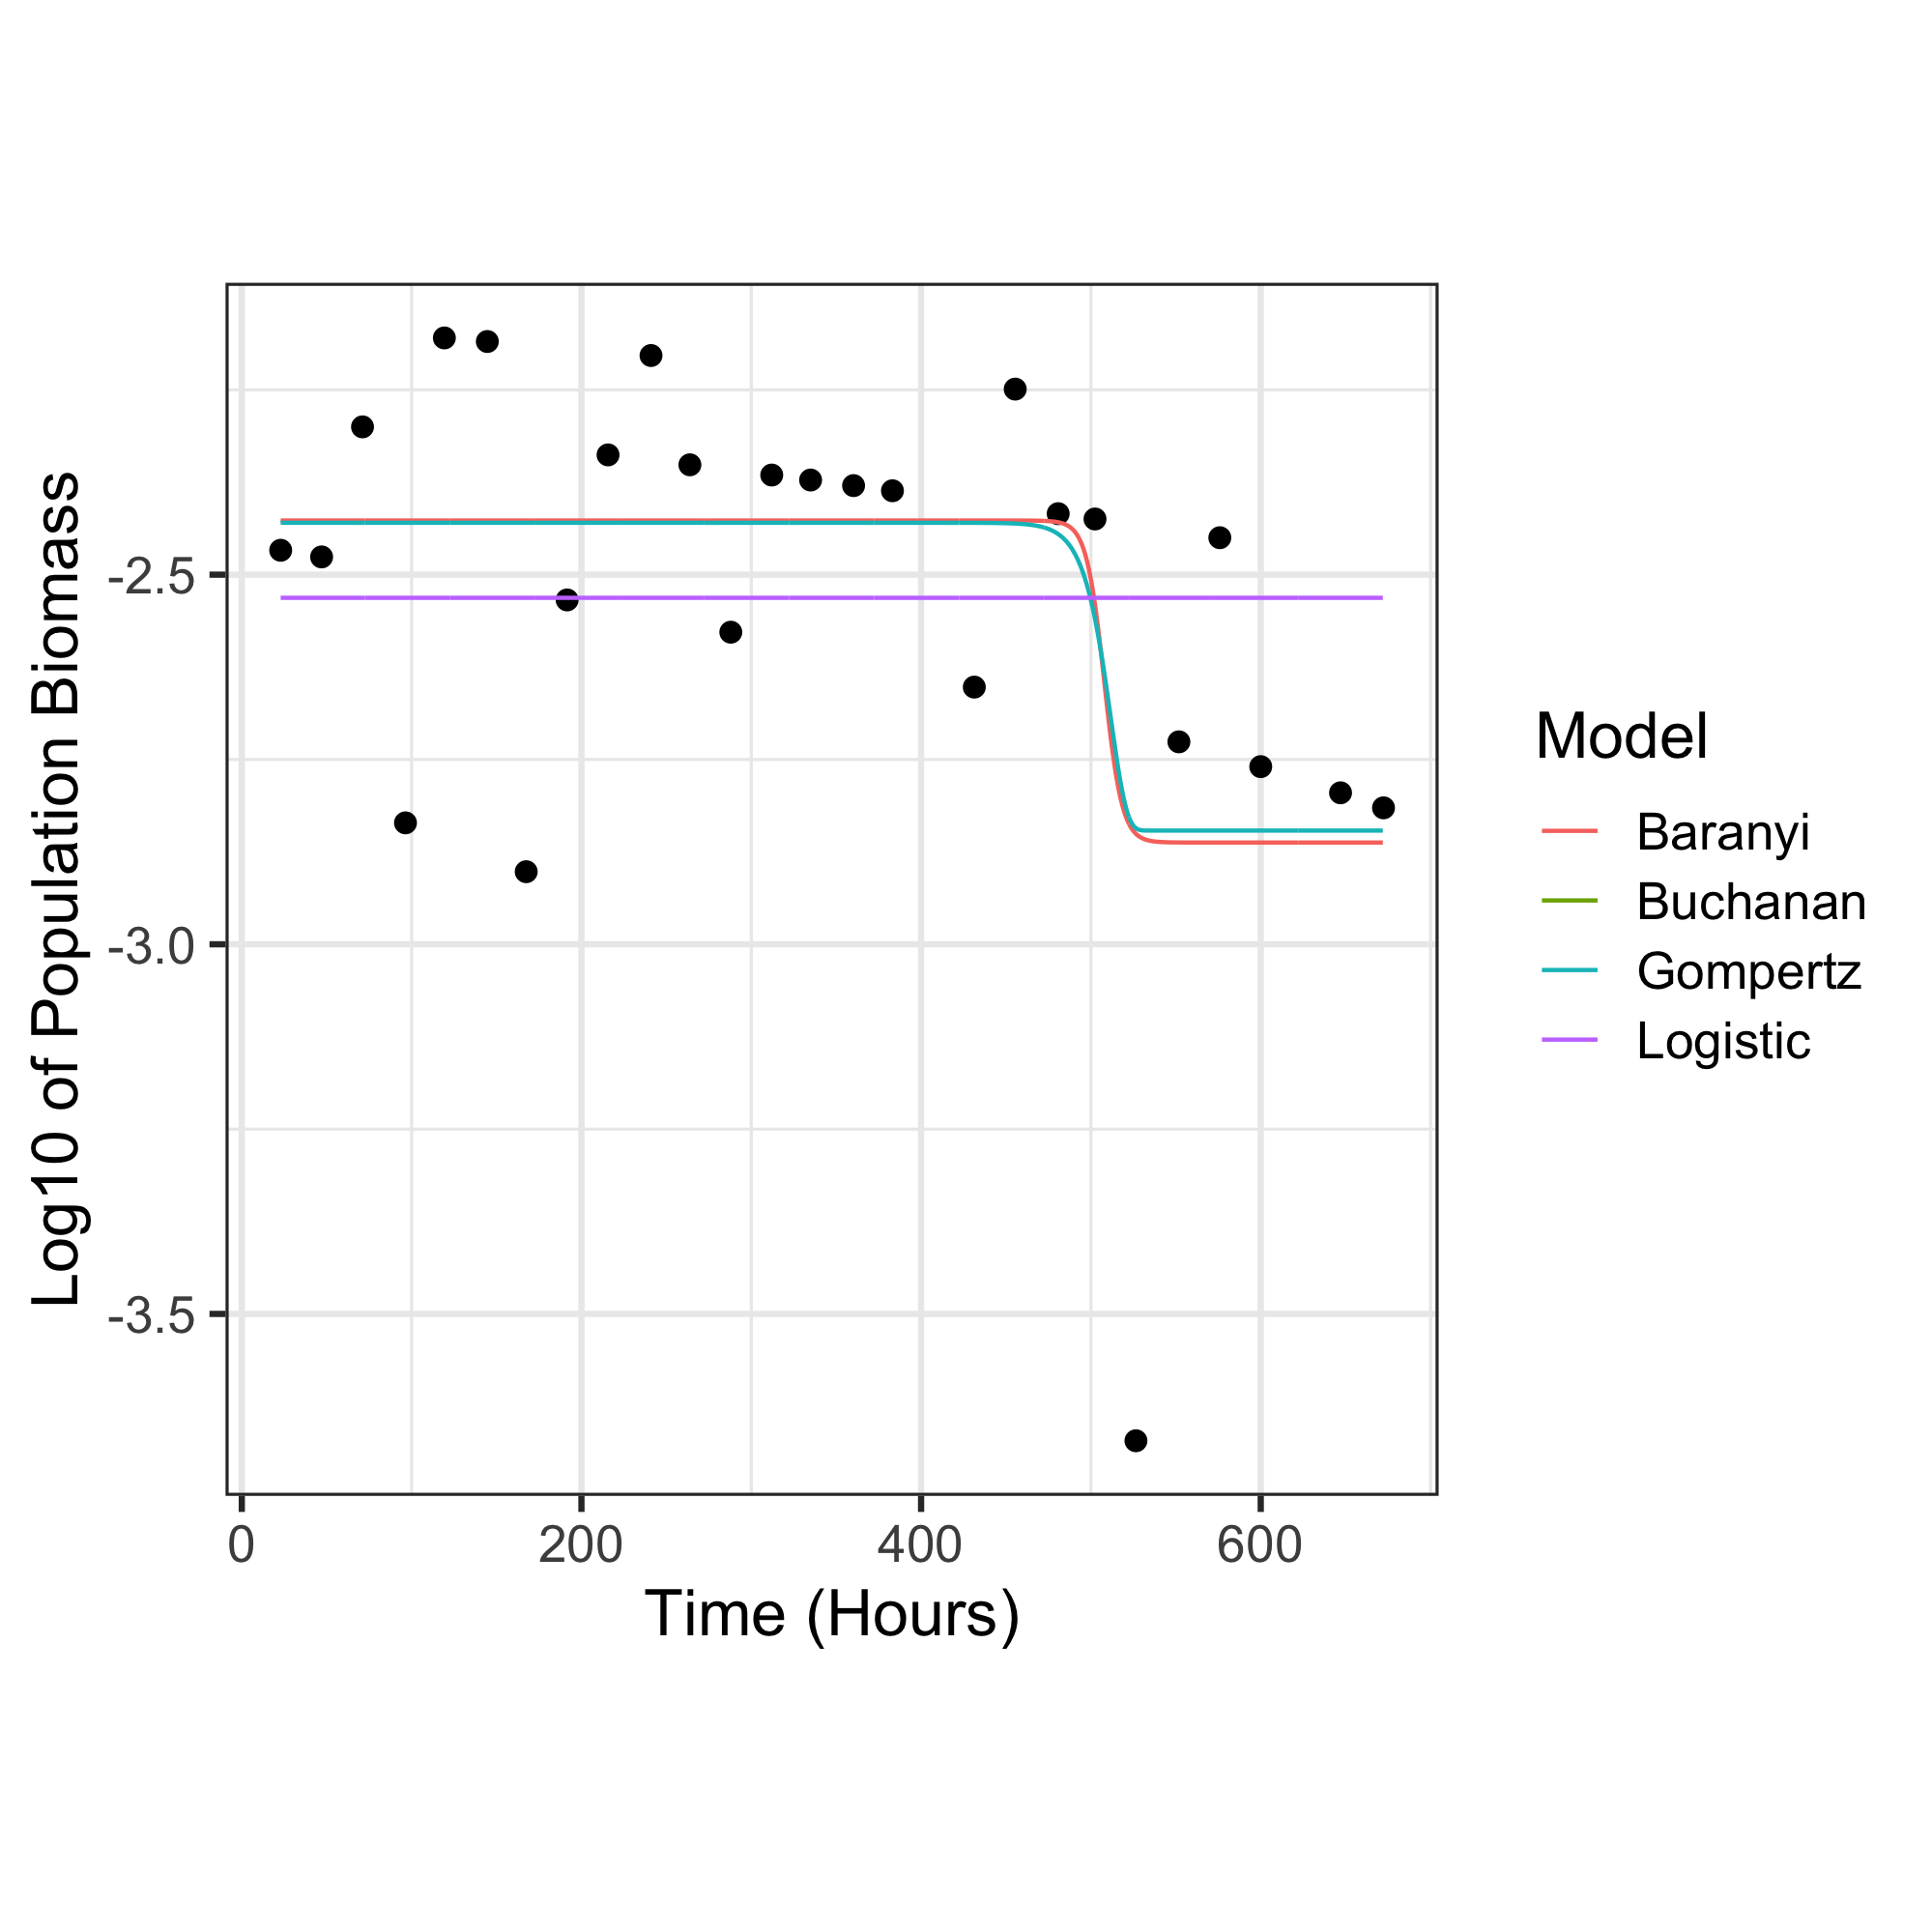 Log10 of Population Biomass
-2.5
-3.0
-3.5
0 200 400 600
Time (Hours)
Model
Baranyi
Buchanan
Gompertz
Logistic